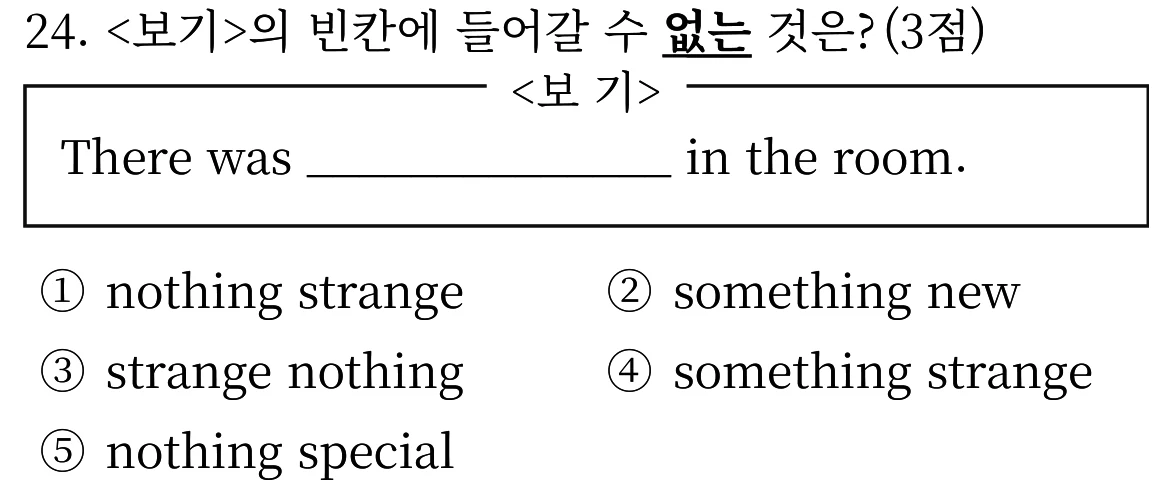 24. <보기>의 빈칸에 들어갈 수 없는 것은?(3점)
<보 기>
There was ______________ in the room.
① nothing strange ② something new
③ strange nothing ④ something strange
⑤ nothing special